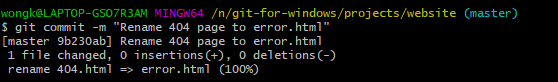 wongk@LAPTOP-GSO7R3AM MINGW64 /n/git-for-windows/projects/website (master)
$ git commit -m "Rename 404 page to error.html"
[master 9b230ab] Rename 404 page to error.html
 1 file changed, 0 insertions(+), 0 deletions(-)
 rename 404.html => error.html (100%)